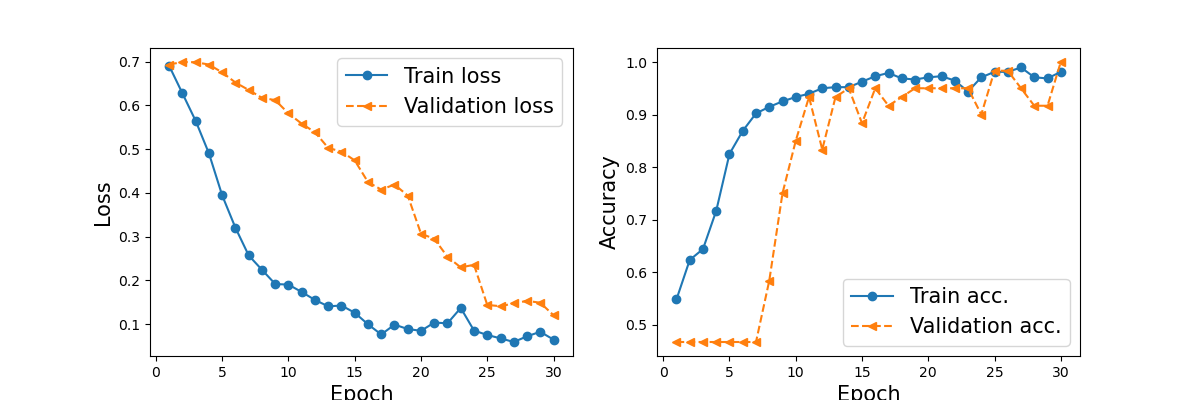 0.7
0.6
0.5
0.4
0.3
0.2
0.1
Loss
Train loss
Validation loss
0 5 10 15 20 25 30
Epoch
1.0
0.9
0.8
0.7
0.6
0.5
Accuracy
Train acc.
Validation acc.
0 5 10 15 20 25 30
Epoch